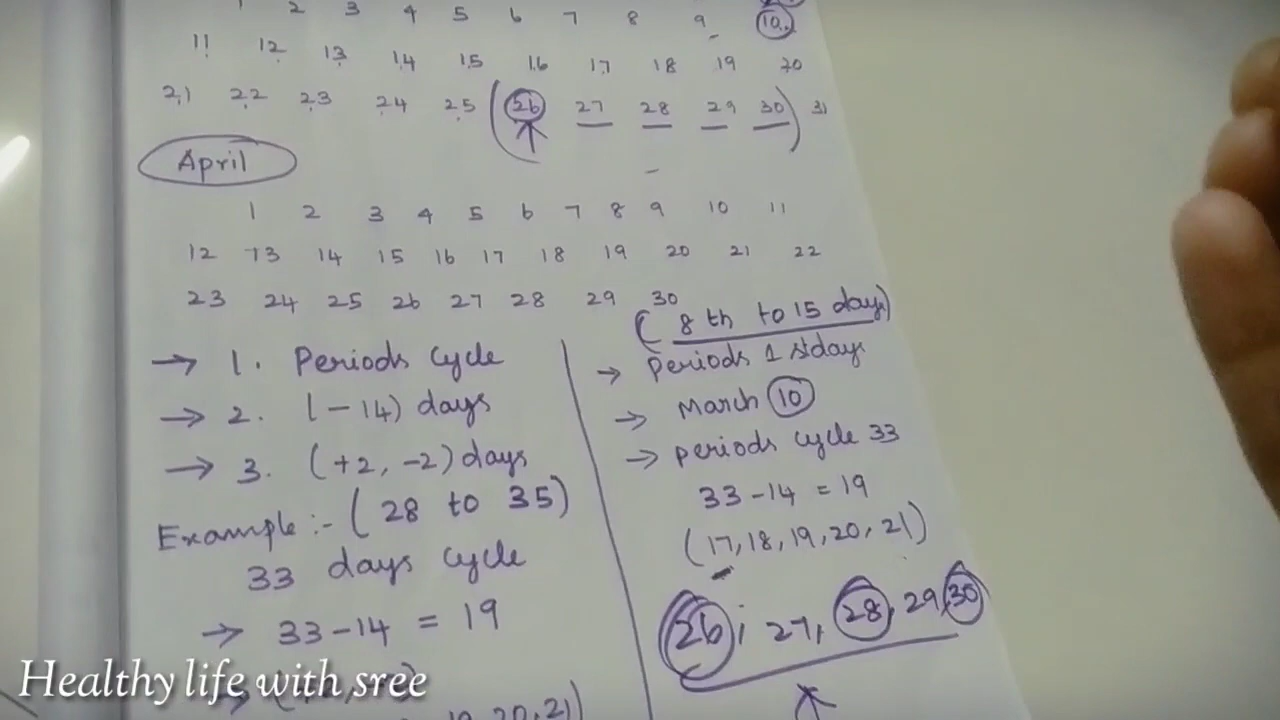 1 2 3 4 5 6 7 8 9 10
11 12 13 14 15 16 17 18 19 20
21 22 23 24 25 (26 27 28 29 30) 31
April
1 2 3 4 5 6 7 8 9 10 11
12 13 14 15 16 17 18 19 20 21 22
23 24 25 26 27 28 29 30
→ 1. Periods cycle
→ 2. (-14) days
→ 3. (+2, -2) days
Example :- (28 to 35)
33 days cycle
→ 33-14 = 19
20, 21)
(8th to 15 days)
→ Periods 1st days
→ March 10
→ periods cycle 33
33-14 = 19
(17, 18, 19, 20, 21)
26; 27, 28, 29, 30
Healthy life with sree